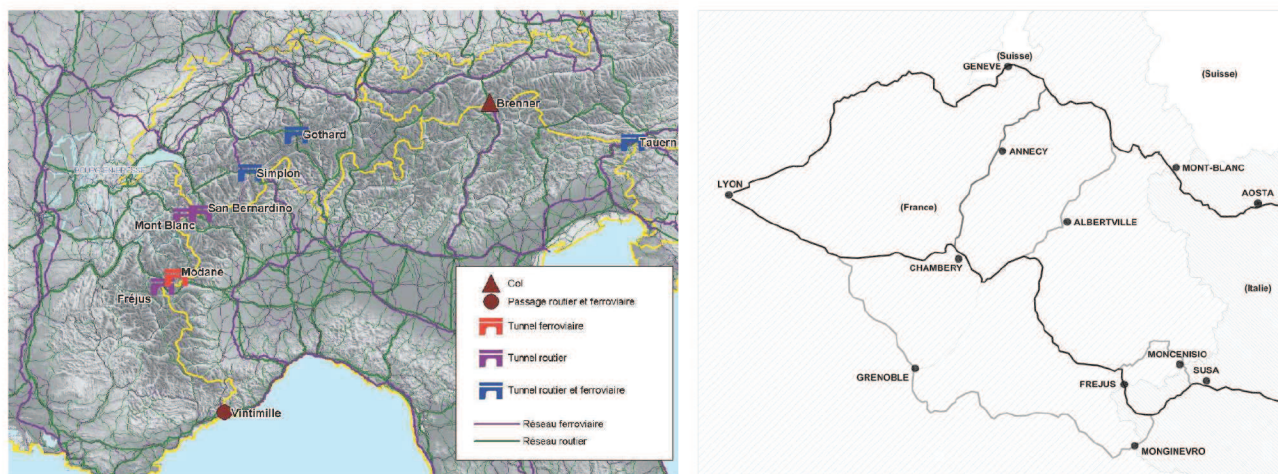 Brenner
Gothard
Tauern
Simplon
San Bernardino
Mont Blanc
Modane
Fréjus
Vintimille
Col
Passage routier et ferroviaire
Tunnel ferroviaire
Tunnel routier
Tunnel routier et ferroviaire
Réseau ferroviaire
Réseau routier
(Suisse)
GENEVE
(Suisse)
ANNECY
MONT-BLANC
LYON
AOSTA
(France)
ALBERTVILLE
CHAMBERY
(Italie)
MONCENISIO
SUSA
GRENOBLE
FREJUS
MONGINEVRO